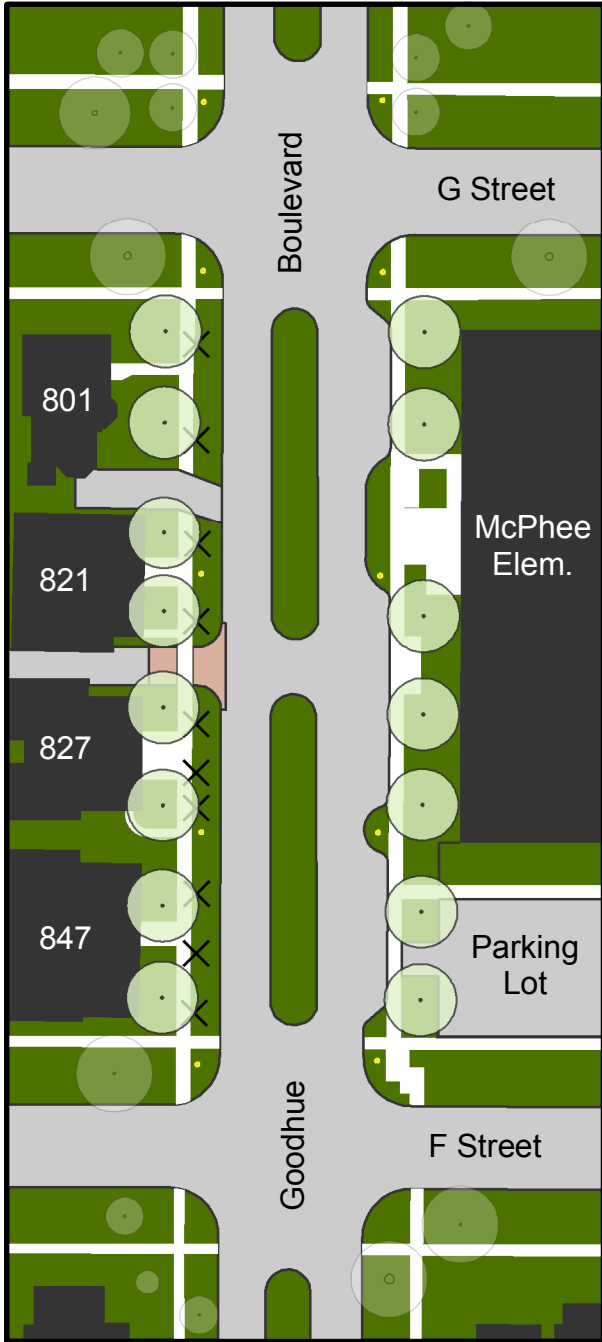 Boulevard
G Street
801
McPhee
Elem.
821
827
847
Parking
Lot
Goodhue
F Street